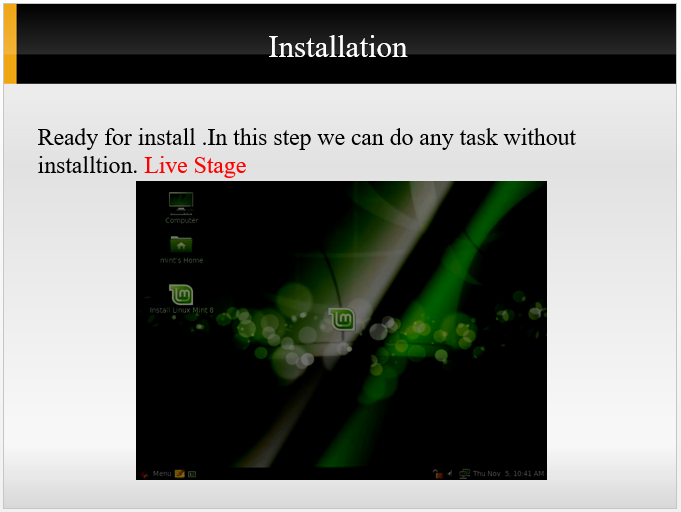 Installation
Ready for install .In this step we can do any task without
installtion. Live Stage
Computer
mint's Home
Install Linux Mint 8
Menu
Thu Nov 5, 10:41 AM